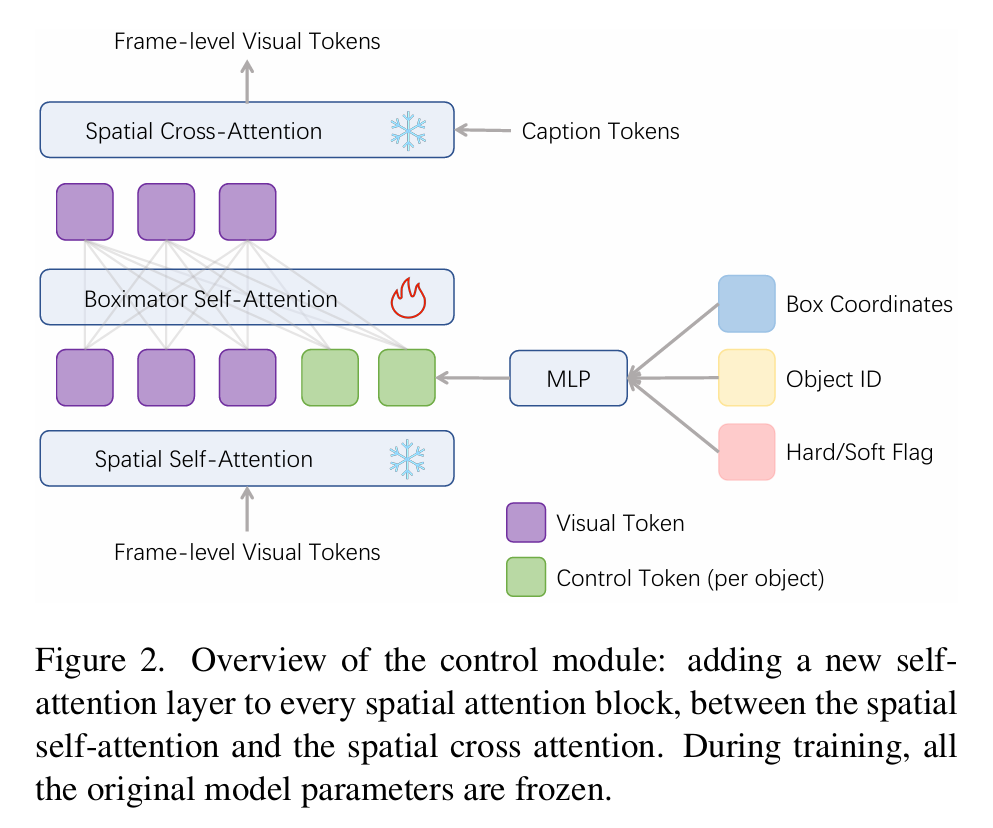 Frame-level Visual Tokens
Spatial Cross-Attention
Caption Tokens
Boximator Self-Attention
Box Coordinates
MLP
Object ID
Spatial Self-Attention
Hard/Soft Flag
Visual Token
Frame-level Visual Tokens
Control Token (per object)
Figure 2. Overview of the control module: adding a new self-
attention layer to every spatial attention block, between the spatial
self-attention and the spatial cross attention. During training, all
the original model parameters are frozen.